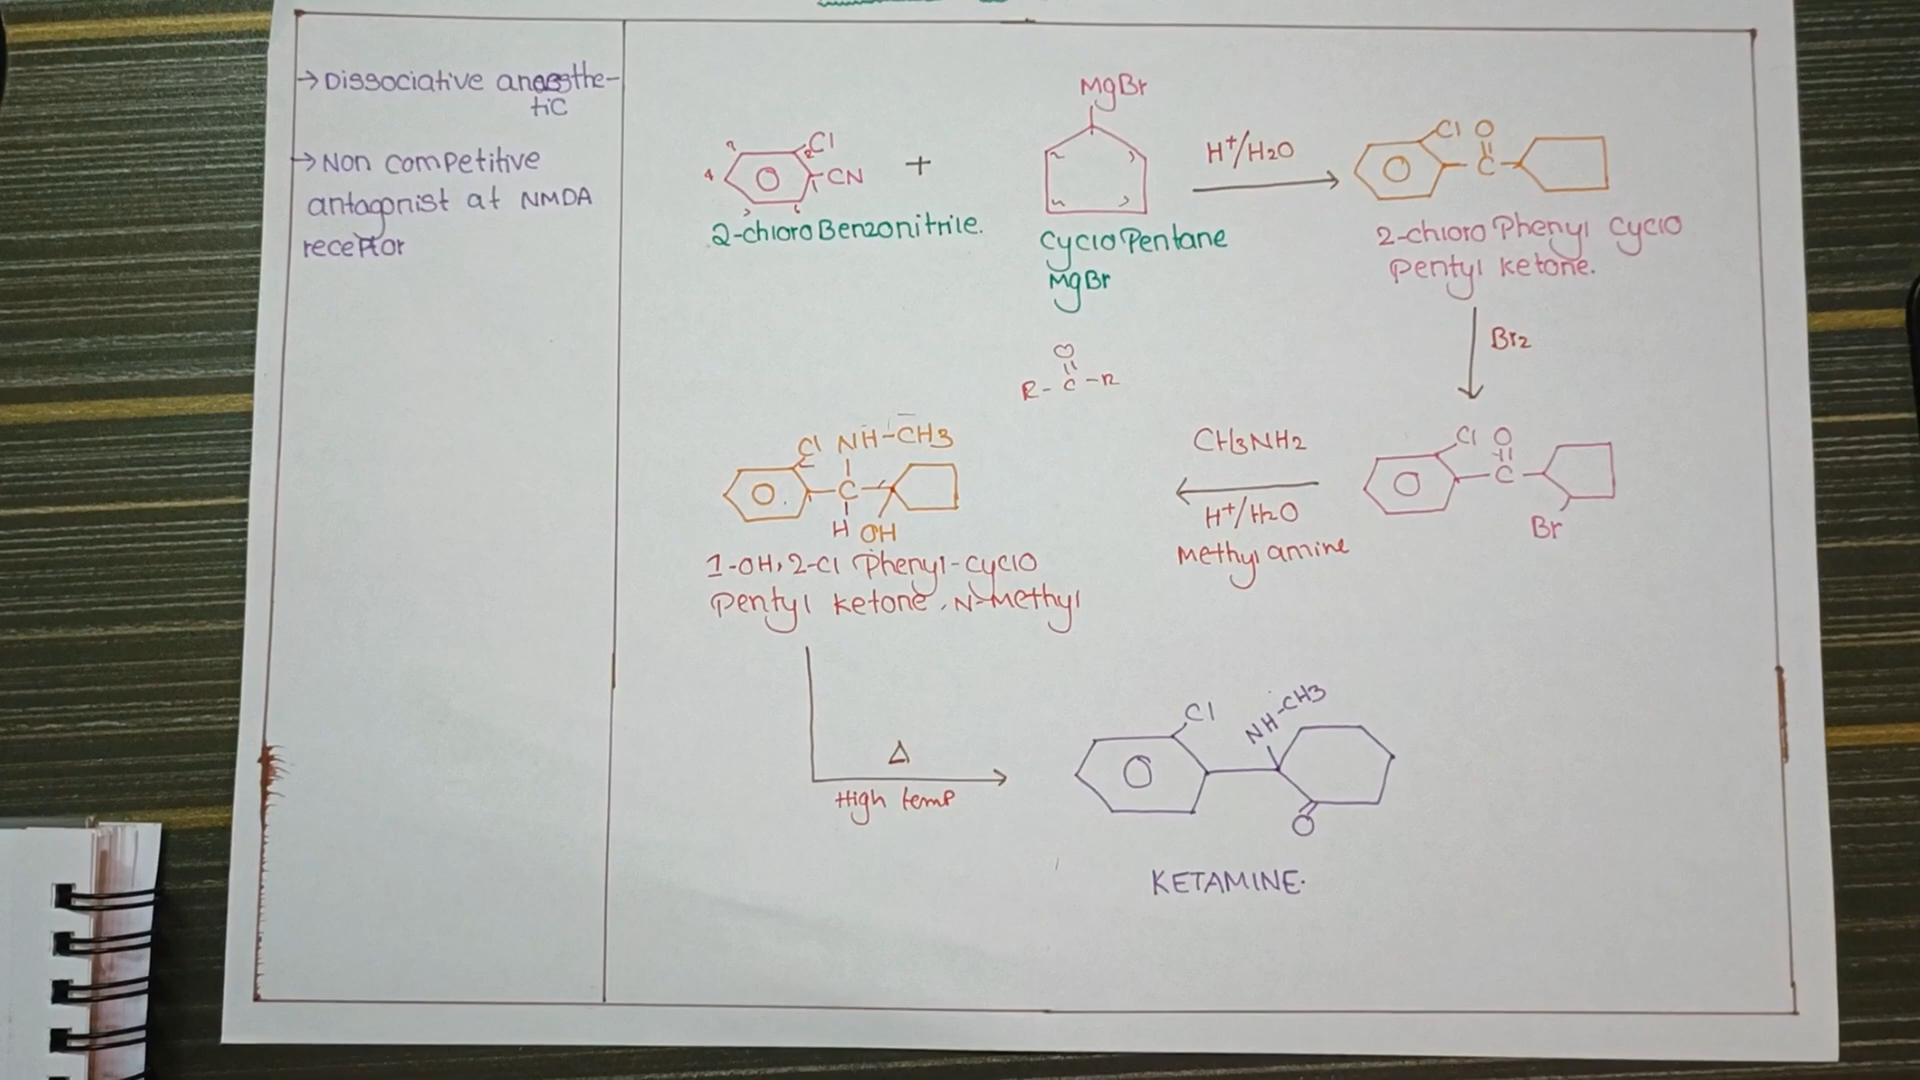 → Dissociative anaesthe-
tic
→ Non competitive
antagonist at NMDA
receptor
MgBr
Cl
CN
+
H+/H2O
Cl O
C
2-chloro Benzonitrile.
cyclo Pentane
MgBr
2-chloro Phenyl cyclo
Pentyl ketone.
Br2
O
R-C-R
Cl NH-CH3
C
H OH
CH3NH2
H+/H2O
Methyl amine
Cl O
C
Br
1-OH, 2-Cl Phenyl-cyclo
Pentyl ketone, N-Methyl
Δ
High temp
Cl
NH-CH3
O
KETAMINE.